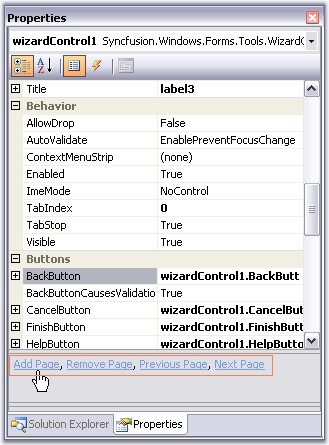 Properties
wizardControl1 Syncfusion.Windows.Forms.Tools.WizardC
Title label3
Behavior
AllowDrop False
AutoValidate EnablePreventFocusChange
ContextMenuStrip (none)
Enabled True
ImeMode NoControl
TabIndex 0
TabStop True
Visible True
Buttons
BackButton wizardControl1.BackButt
BackButtonCausesValidatio True
CancelButton wizardControl1.CancelBut
FinishButton wizardControl1.FinishButt
HelpButton wizardControl1.HelpButto
Add Page, Remove Page, Previous Page, Next Page
Solution Explorer Properties